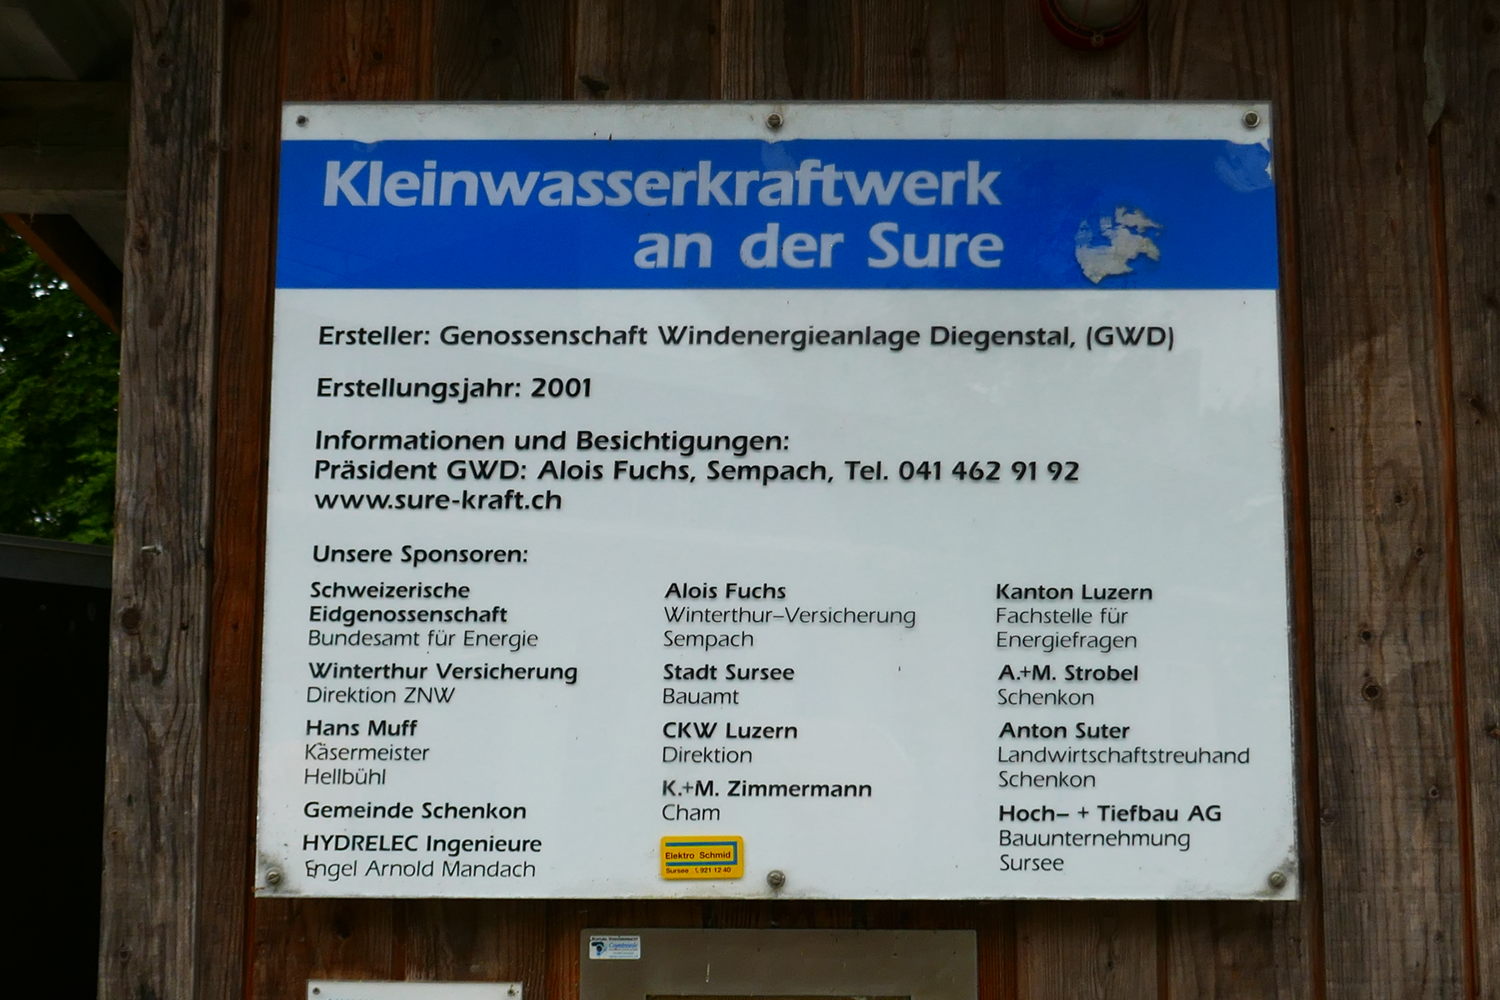 Kleinwasserkraftwerk
an der Sure
Ersteller: Genossenschaft Windenergieanlage Diegenstal, (GWD)
Erstellungsjahr: 2001
Informationen und Besichtigungen:
Präsident GWD: Alois Fuchs, Sempach, Tel. 041 462 91 92
www.sure-kraft.ch
Unsere Sponsoren:
Schweizerische
Eidgenossenschaft
Bundesamt für Energie
Winterthur Versicherung
Direktion ZNW
Hans Muff
Käsermeister
Hellbühl
Gemeinde Schenkon
HYDRELEC Ingenieure
Engel Arnold Mandach
Alois Fuchs
Winterthur-Versicherung
Sempach
Stadt Sursee
Bauamt
CKW Luzern
Direktion
K.+M. Zimmermann
Cham
Elektro Schmid
Sursee 921 12 40
Kanton Luzern
Fachstelle für
Energiefragen
A.+M. Strobel
Schenkon
Anton Suter
Landwirtschaftstreuhand
Schenkon
Hoch- + Tiefbau AG
Bauunternehmung
Sursee